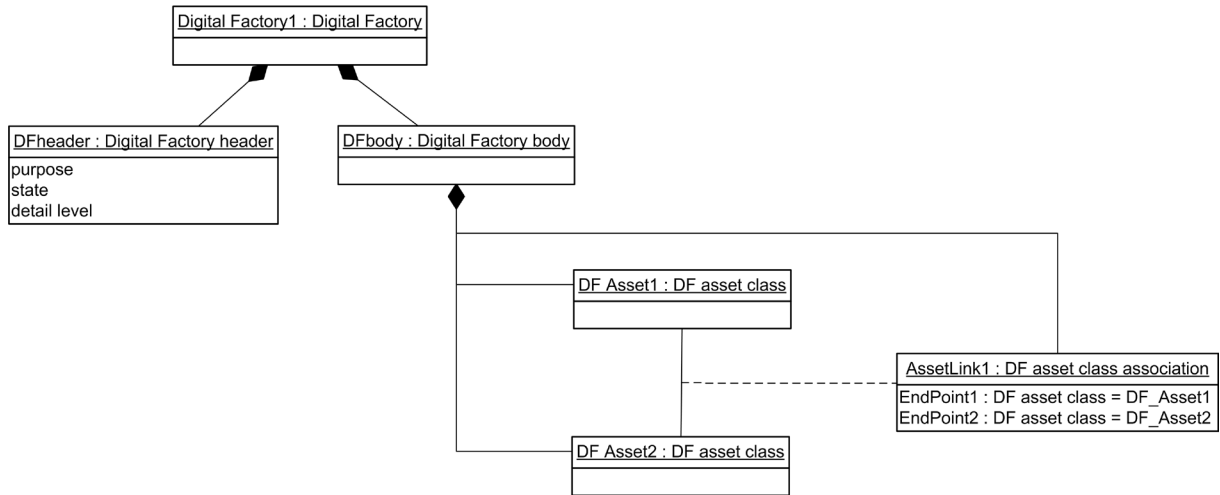 Digital Factory1 : Digital Factory
DFheader : Digital Factory header
purpose
state
detail level
DFbody : Digital Factory body
DF Asset1 : DF asset class
AssetLink1 : DF asset class association
EndPoint1 : DF asset class = DF_Asset1
EndPoint2 : DF asset class = DF_Asset2
DF Asset2 : DF asset class